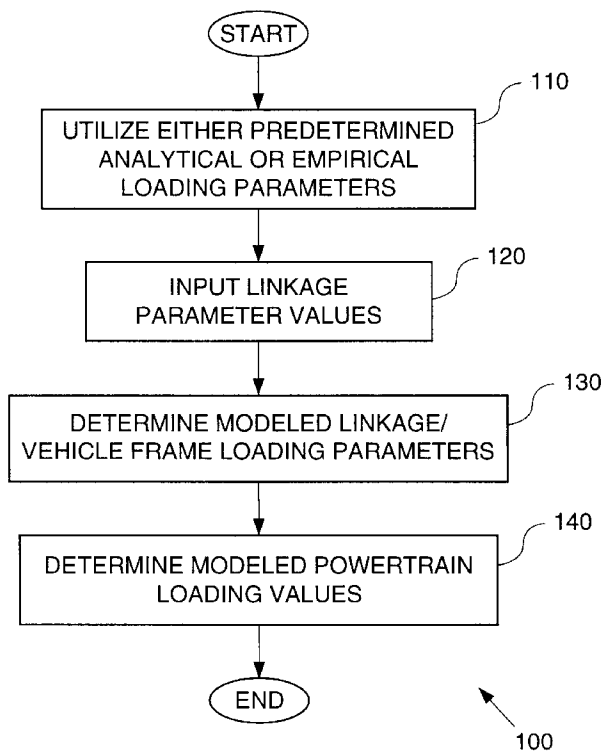 START
110
UTILIZE EITHER PREDETERMINED
ANALYTICAL OR EMPIRICAL
LOADING PARAMETERS
120
INPUT LINKAGE
PARAMETER VALUES
130
DETERMINE MODELED LINKAGE/
VEHICLE FRAME LOADING PARAMETERS
140
DETERMINE MODELED POWERTRAIN
LOADING VALUES
END
100